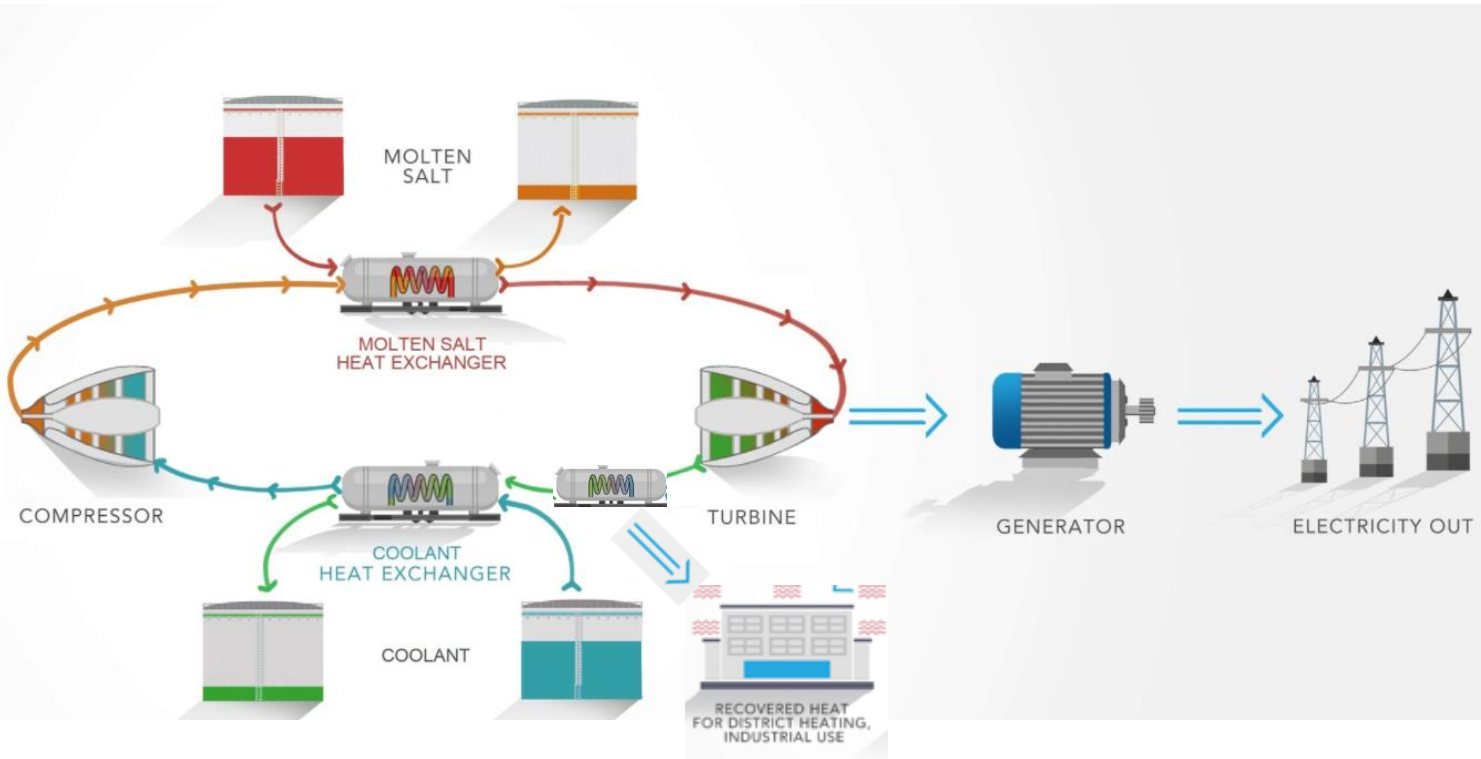 MOLTEN
SALT
MOLTEN SALT
HEAT EXCHANGER
COMPRESSOR
TURBINE
GENERATOR
ELECTRICITY OUT
COOLANT
HEAT EXCHANGER
COOLANT
RECOVERED HEAT
FOR DISTRICT HEATING,
INDUSTRIAL USE